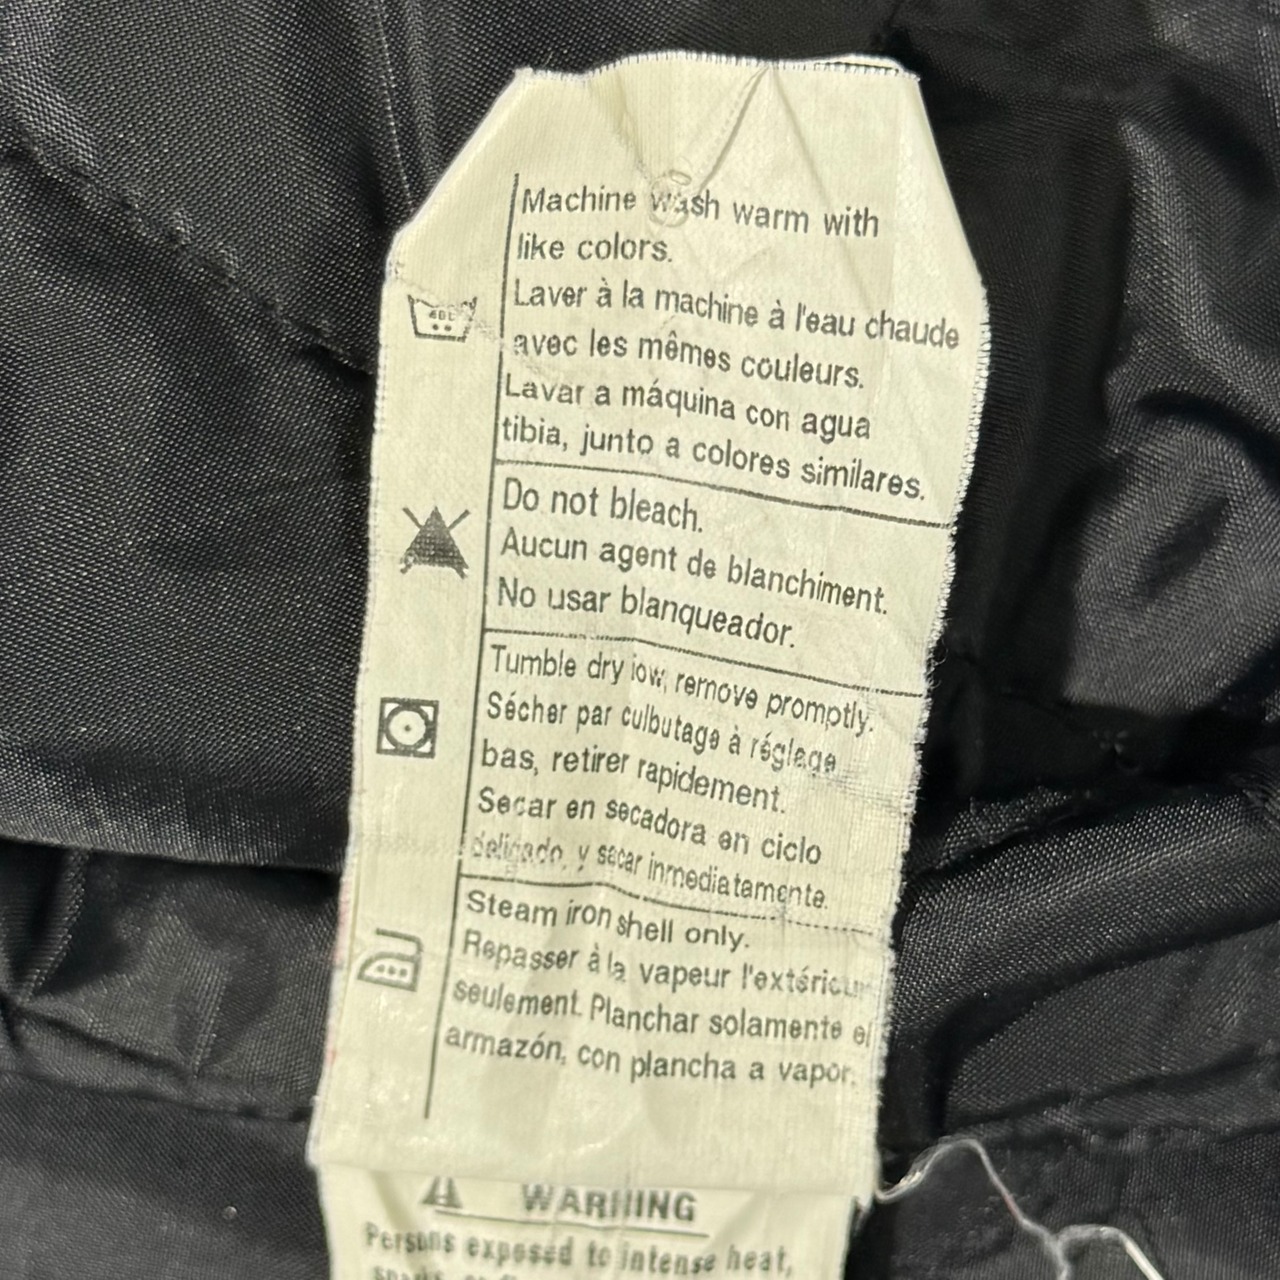 Machine wash warm with
like colors.
Laver à la machine à l'eau chaude
avec les mêmes couleurs.
Lavar a máquina con agua
tibia, junto a colores similares.
Do not bleach.
Aucun agent de blanchiment.
No usar blanqueador.
Tumble dry low, remove promptly.
Sécher par culbutage à réglage
bas, retirer rapidement.
Secar en secadora en ciclo
delicado, y secar inmediatamente.
Steam iron shell only.
Repasser à la vapeur l'extérieur
seulement. Planchar solamente el
armazón, con plancha a vapor.
WARNING
Persons exposed to intense heat,